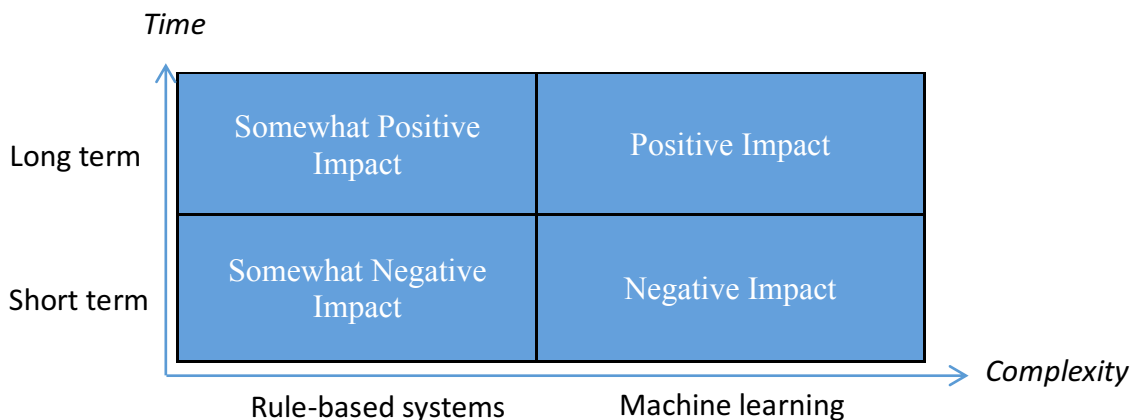 Time
Long term
Somewhat Positive
Impact
Positive Impact
Short term
Somewhat Negative
Impact
Negative Impact
Complexity
Rule-based systems
Machine learning